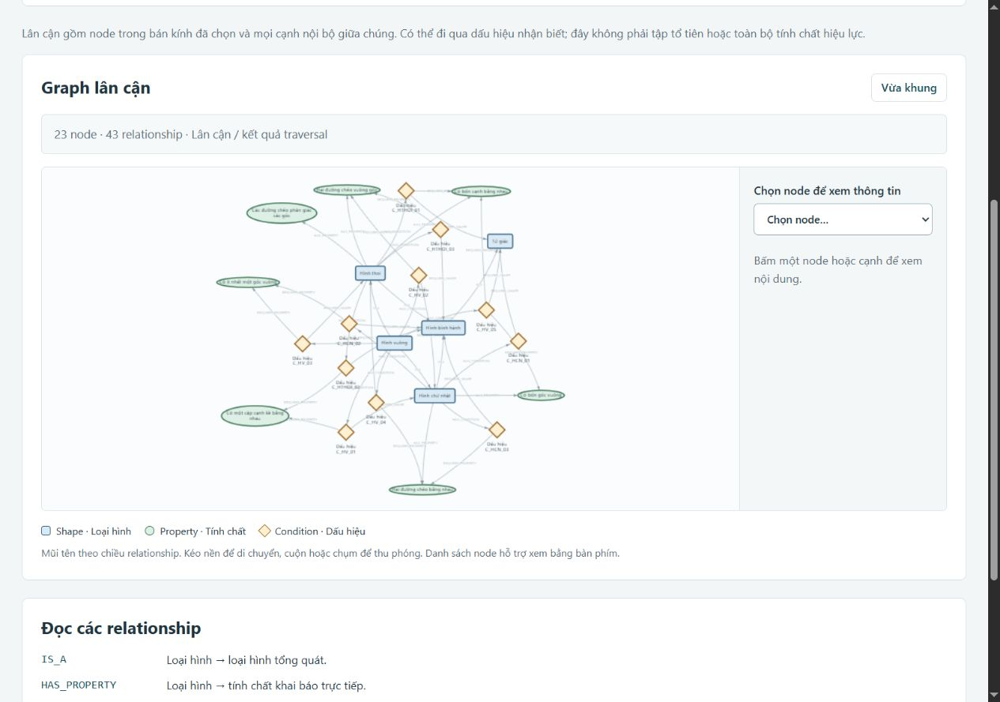 Lân cận gồm node trong bán kính đã chọn và mọi cạnh nội bộ giữa chúng. Có thể đi qua dấu hiệu nhận biết; đây không phải tập tổ tiên hoặc toàn bộ tính chất hiệu lực.
Graph lân cận
Vừa khung
23 node · 43 relationship · Lân cận / kết quả traversal
Hai đường chéo vuông góc
Có bốn cạnh bằng nhau
Dấu hiệu
C_HTHOI_01
Các đường chéo phân giác
các góc
Dấu hiệu
C_HTHOI_03
Tứ giác
Hình thoi
Có ít nhất một góc vuông
Dấu hiệu
C_HV_02
Dấu hiệu
C_HV_05
Hình bình hành
Dấu hiệu
C_HCN_02
Hình vuông
Dấu hiệu
C_HV_03
Dấu hiệu
C_HCN_01
Dấu hiệu
C_HTHOI_02
Hình chữ nhật
Có bốn góc vuông
Có một cặp cạnh kề bằng
nhau
Dấu hiệu
C_HV_04
Dấu hiệu
C_HV_01
Dấu hiệu
C_HCN_03
Hai đường chéo bằng nhau
Chọn node để xem thông tin
Chọn node...
Bấm một node hoặc cạnh để xem
nội dung.
Shape · Loại hình
Property · Tính chất
Condition · Dấu hiệu
Mũi tên theo chiều relationship. Kéo nền để di chuyển, cuộn hoặc chụm để thu phóng. Danh sách node hỗ trợ xem bằng bàn phím.
Đọc các relationship
IS_A Loại hình → loại hình tổng quát.
HAS_PROPERTY Loại hình → tính chất khai báo trực tiếp.